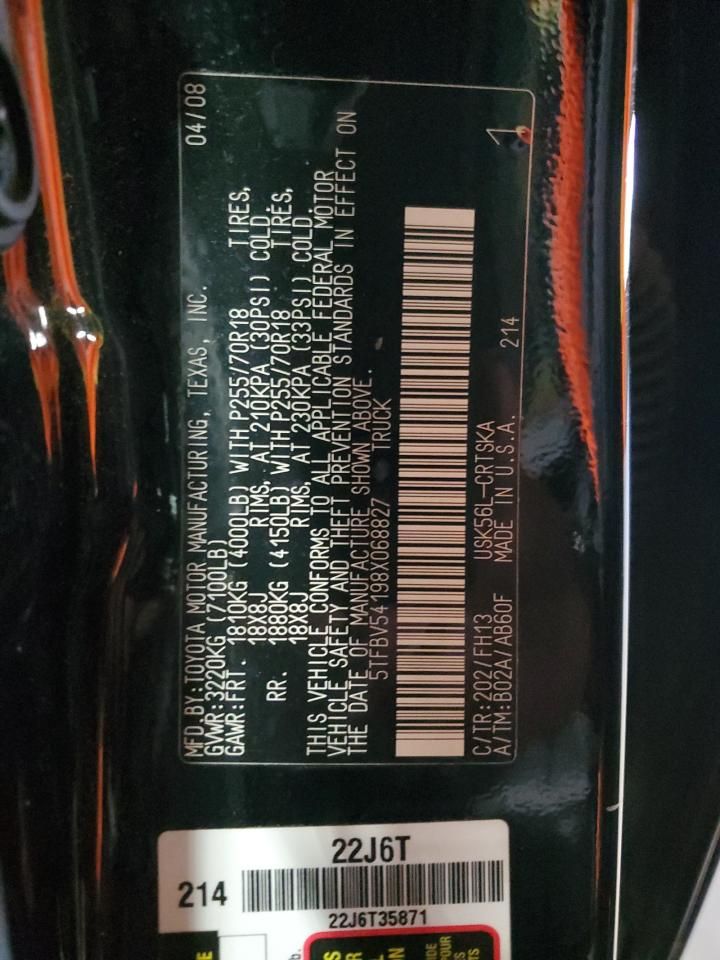 MFD BY:TOYOTA MOTOR MANUFACTURING, TEXAS, INC. 04/08
GVWR:3220KG (7100LB)
GAWR:FRT. 1810KG (4000LB) WITH P255/70R18 TIRES,
18X8J RIMS, AT 210KPA (30PSI) COLD.
RR. 1880KG (4150LB) WITH P255/70R18 TIRES,
18X8J RIMS, AT 230KPA (33PSI) COLD.
THIS VEHICLE CONFORMS TO ALL APPLICABLE FEDERAL MOTOR
VEHICLE SAFETY AND THEFT PREVENTION STANDARDS IN EFFECT ON
THE DATE OF MANUFACTURE SHOWN ABOVE.
5TFBV54198X068827 TRUCK
C/TR:202/FH13 USK56L-CRTSKA
A/TM:B02A/AB60F MADE IN U.S.A. 214
22J6T
214
22J6T35871